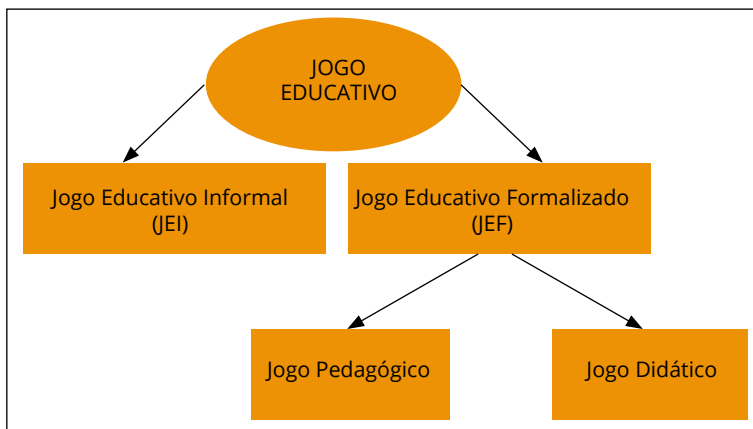 JOGO
EDUCATIVO
Jogo Educativo Informal
(JEI)
Jogo Educativo Formalizado
(JEF)
Jogo Pedagógico
Jogo Didático